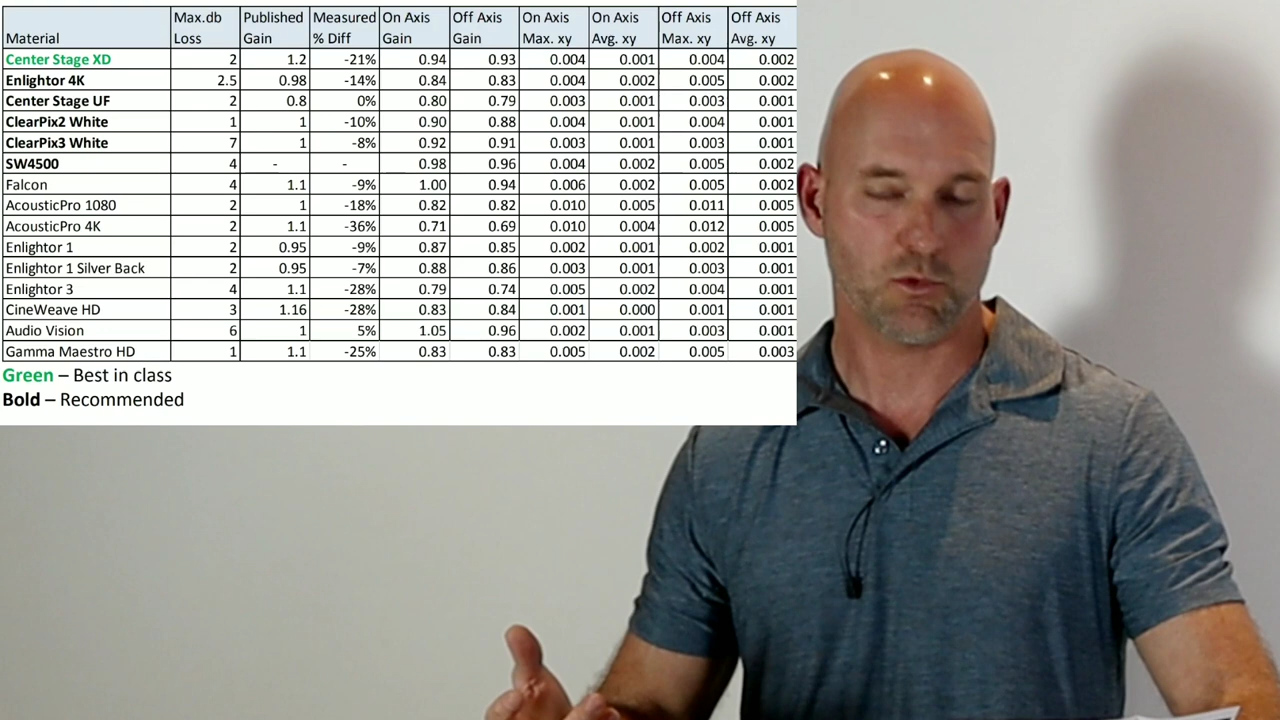 Material Max.db Loss Published Gain Measured % Diff On Axis Gain Off Axis Gain On Axis Max. xy On Axis Avg. xy Off Axis Max. xy Off Axis Avg. xy
Center Stage XD 2 1.2 -21% 0.94 0.93 0.004 0.001 0.004 0.002
Enlightor 4K 2.5 0.98 -14% 0.84 0.83 0.004 0.002 0.005 0.002
Center Stage UF 2 0.8 0% 0.80 0.79 0.003 0.001 0.003 0.001
ClearPix2 White 1 1 -10% 0.90 0.88 0.004 0.001 0.004 0.001
ClearPix3 White 7 1 -8% 0.92 0.91 0.003 0.001 0.003 0.001
SW4500 4 - - 0.98 0.96 0.004 0.002 0.005 0.002
Falcon 4 1.1 -9% 1.00 0.94 0.006 0.002 0.005 0.002
AcousticPro 1080 2 1 -18% 0.82 0.82 0.010 0.005 0.011 0.005
AcousticPro 4K 2 1.1 -36% 0.71 0.69 0.010 0.004 0.012 0.005
Enlightor 1 2 0.95 -9% 0.87 0.85 0.002 0.001 0.002 0.001
Enlightor 1 Silver Back 2 0.95 -7% 0.88 0.86 0.003 0.001 0.003 0.001
Enlightor 3 4 1.1 -28% 0.79 0.74 0.005 0.002 0.004 0.001
CineWeave HD 3 1.16 -28% 0.83 0.84 0.001 0.000 0.001 0.001
Audio Vision 6 1 5% 1.05 0.96 0.002 0.001 0.003 0.001
Gamma Maestro HD 1 1.1 -25% 0.83 0.83 0.005 0.002 0.005 0.003
Green – Best in class
Bold – Recommended